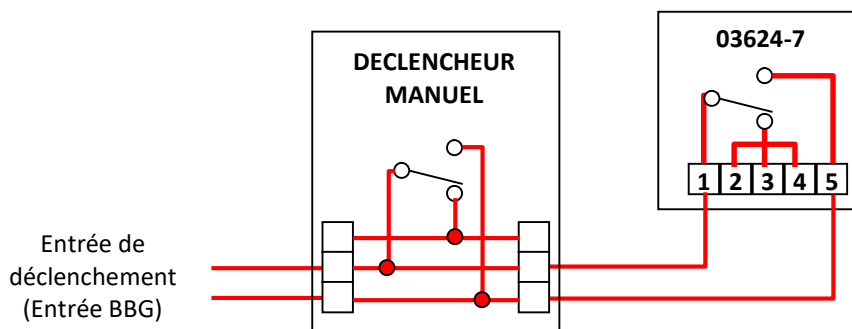 DECLENCHEUR
MANUEL
03624-7
1 2 3 4 5
Entrée de
déclenchement
(Entrée BBG)